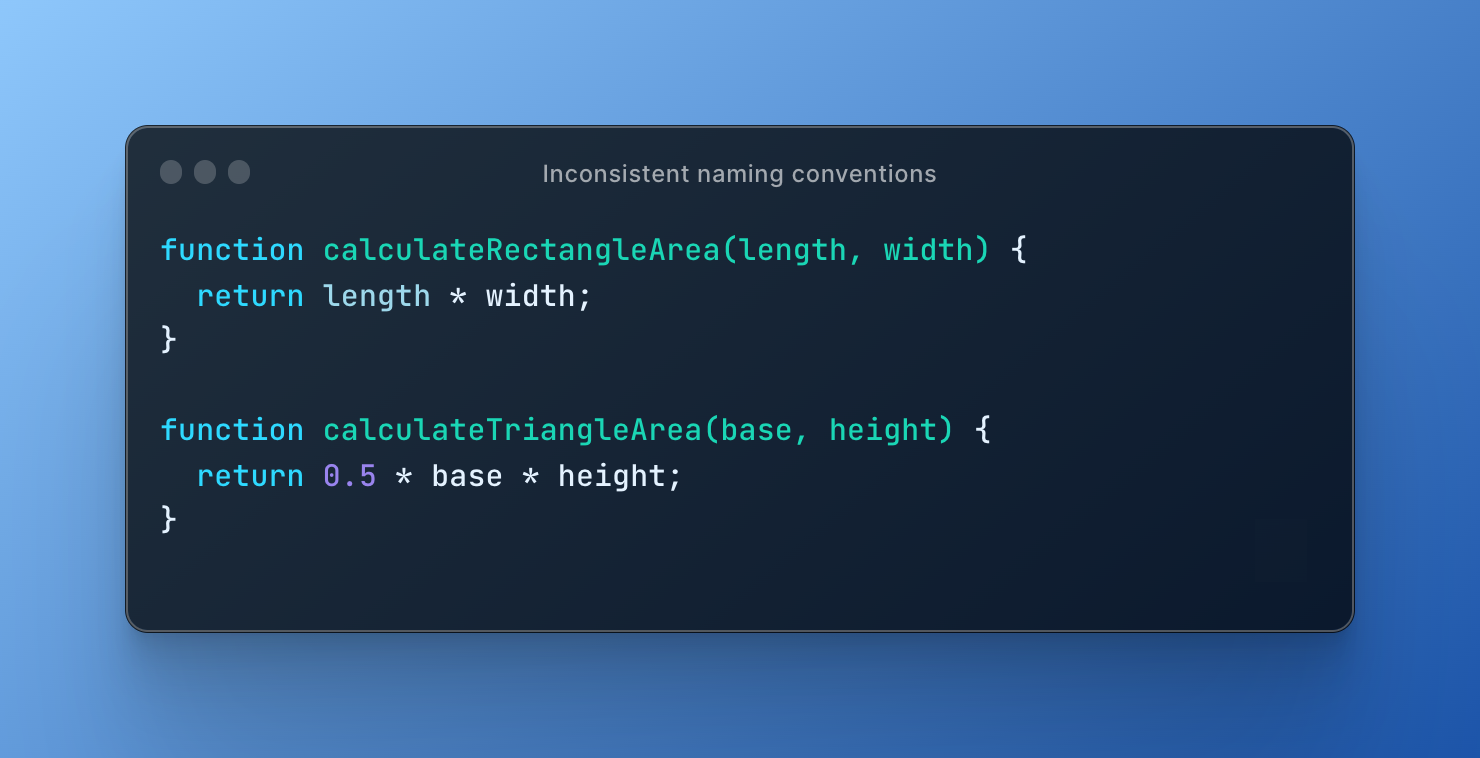 Inconsistent naming conventions
function calculateRectangleArea(length, width) {
  return length * width;
}
function calculateTriangleArea(base, height) {
  return 0.5 * base * height;
}